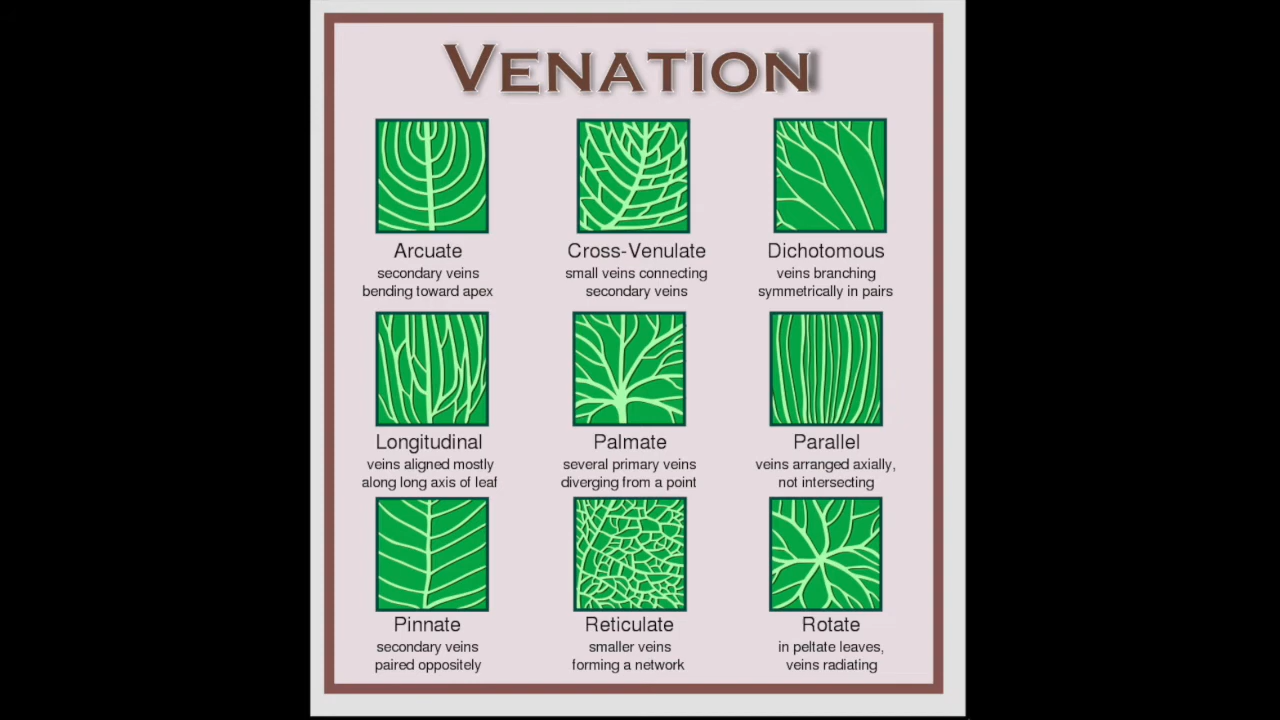 VENATION
Arcuate
secondary veins
bending toward apex
Cross-Venulate
small veins connecting
secondary veins
Dichotomous
veins branching
symmetrically in pairs
Longitudinal
veins aligned mostly
along long axis of leaf
Palmate
several primary veins
diverging from a point
Parallel
veins arranged axially,
not intersecting
Pinnate
secondary veins
paired oppositely
Reticulate
smaller veins
forming a network
Rotate
in peltate leaves,
veins radiating